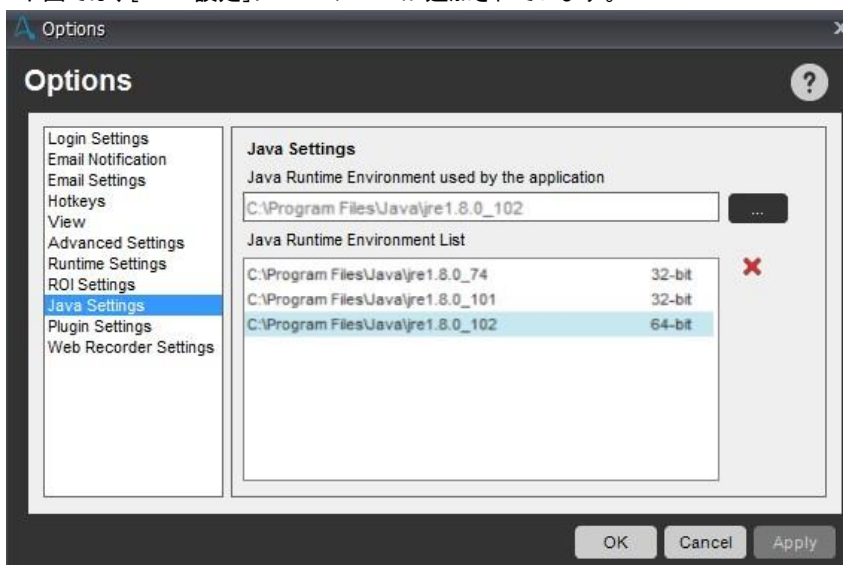 Options
Options
?
Login Settings
Email Notification
Email Settings
Hotkeys
View
Advanced Settings
Runtime Settings
ROI Settings
Java Settings
Plugin Settings
Web Recorder Settings
Java Settings
Java Runtime Environment used by the application
C:\Program Files\Java\jre1.8.0_102
...
Java Runtime Environment List
C:\Program Files\Java\jre1.8.0_74 32-bit
C:\Program Files\Java\jre1.8.0_101 32-bit
C:\Program Files\Java\jre1.8.0_102 64-bit
OK Cancel Apply